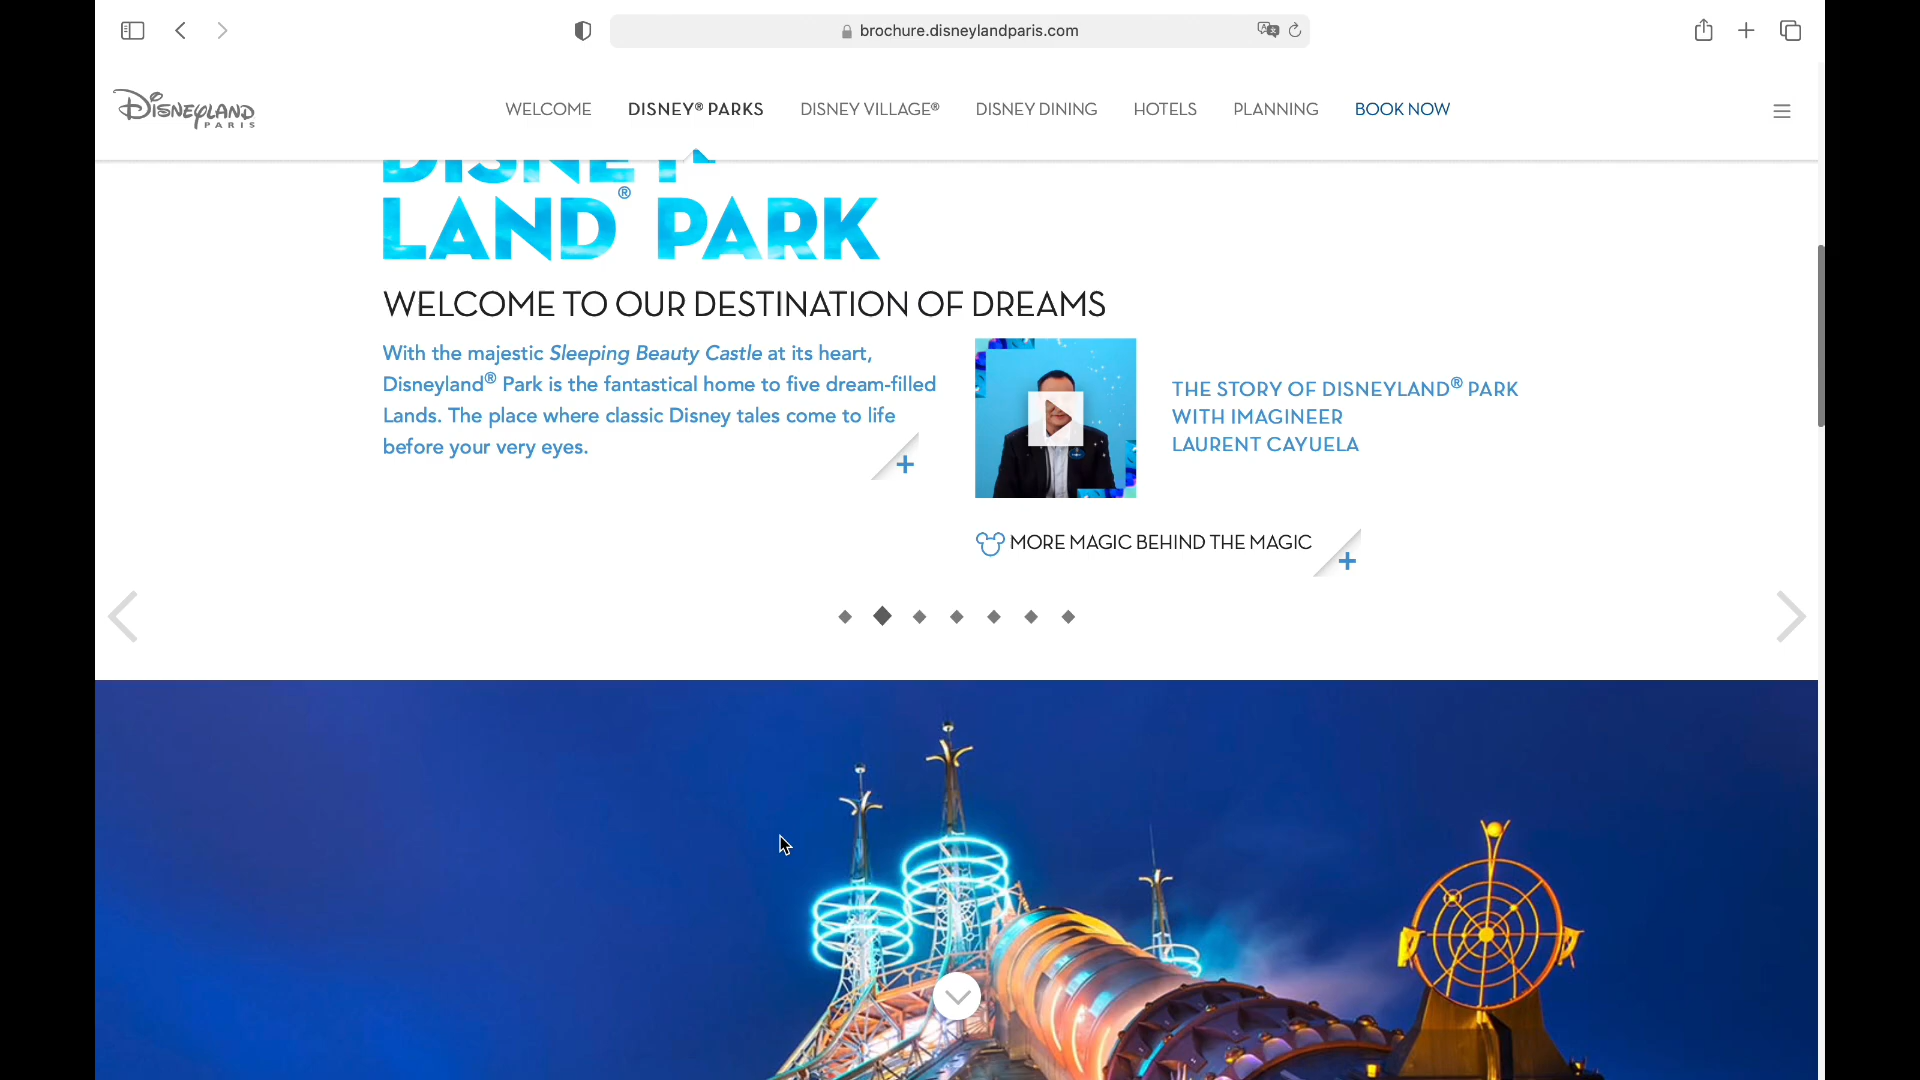 brochure.disneylandparis.com
DISNEYLAND
PARIS
WELCOME
DISNEY® PARKS
DISNEY VILLAGE®
DISNEY DINING
HOTELS
PLANNING
BOOK NOW
DISNEY
LAND® PARK
WELCOME TO OUR DESTINATION OF DREAMS
With the majestic Sleeping Beauty Castle at its heart,
Disneyland® Park is the fantastical home to five dream-filled
Lands. The place where classic Disney tales come to life
before your very eyes.
+
THE STORY OF DISNEYLAND® PARK
WITH IMAGINEER
LAURENT CAYUELA
MORE MAGIC BEHIND THE MAGIC
+